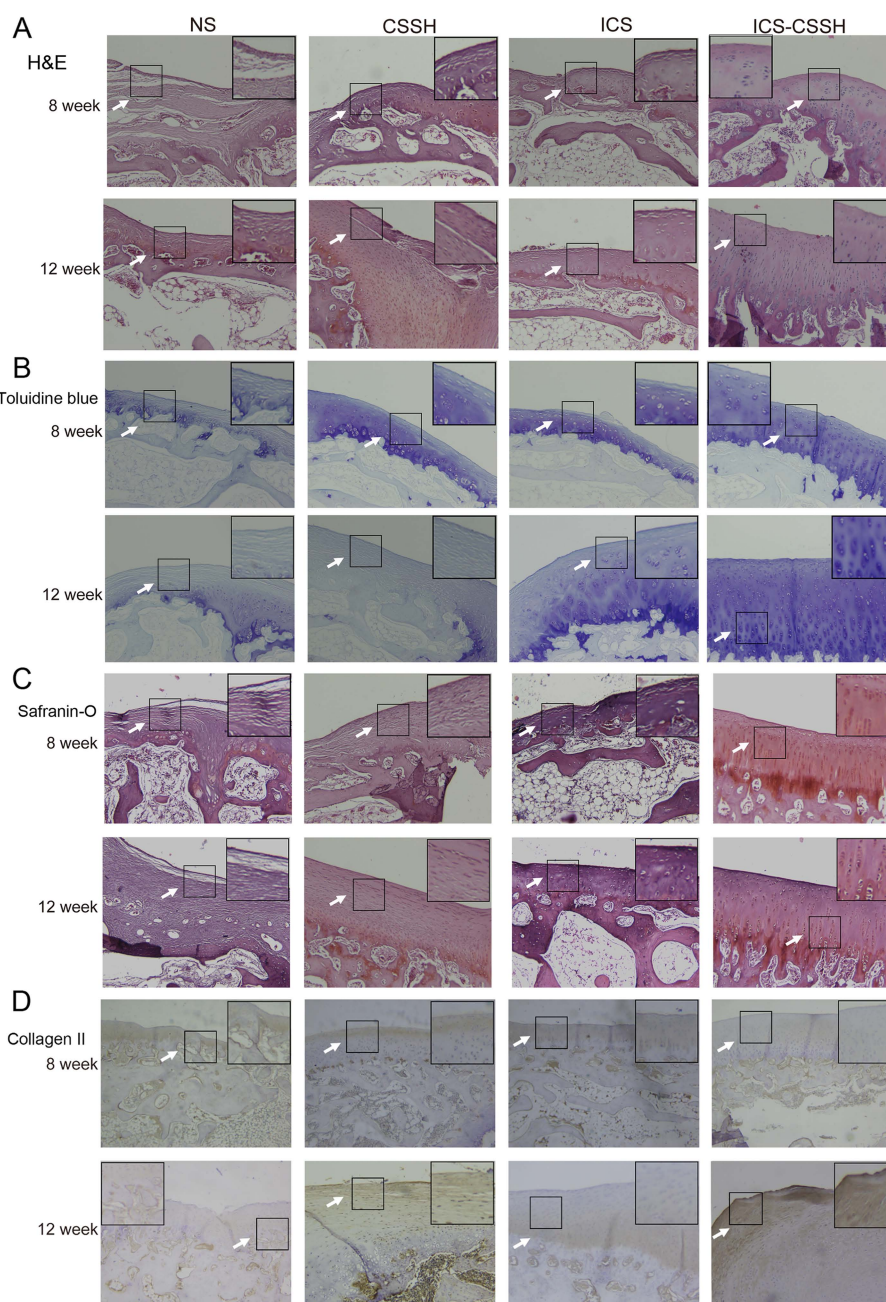 A
NS
CSSH
ICS
ICS-CSSH
H&E
8 week
12 week
B
Toluidine blue
8 week
12 week
C
Safranin-O
8 week
12 week
D
Collagen II
8 week
12 week